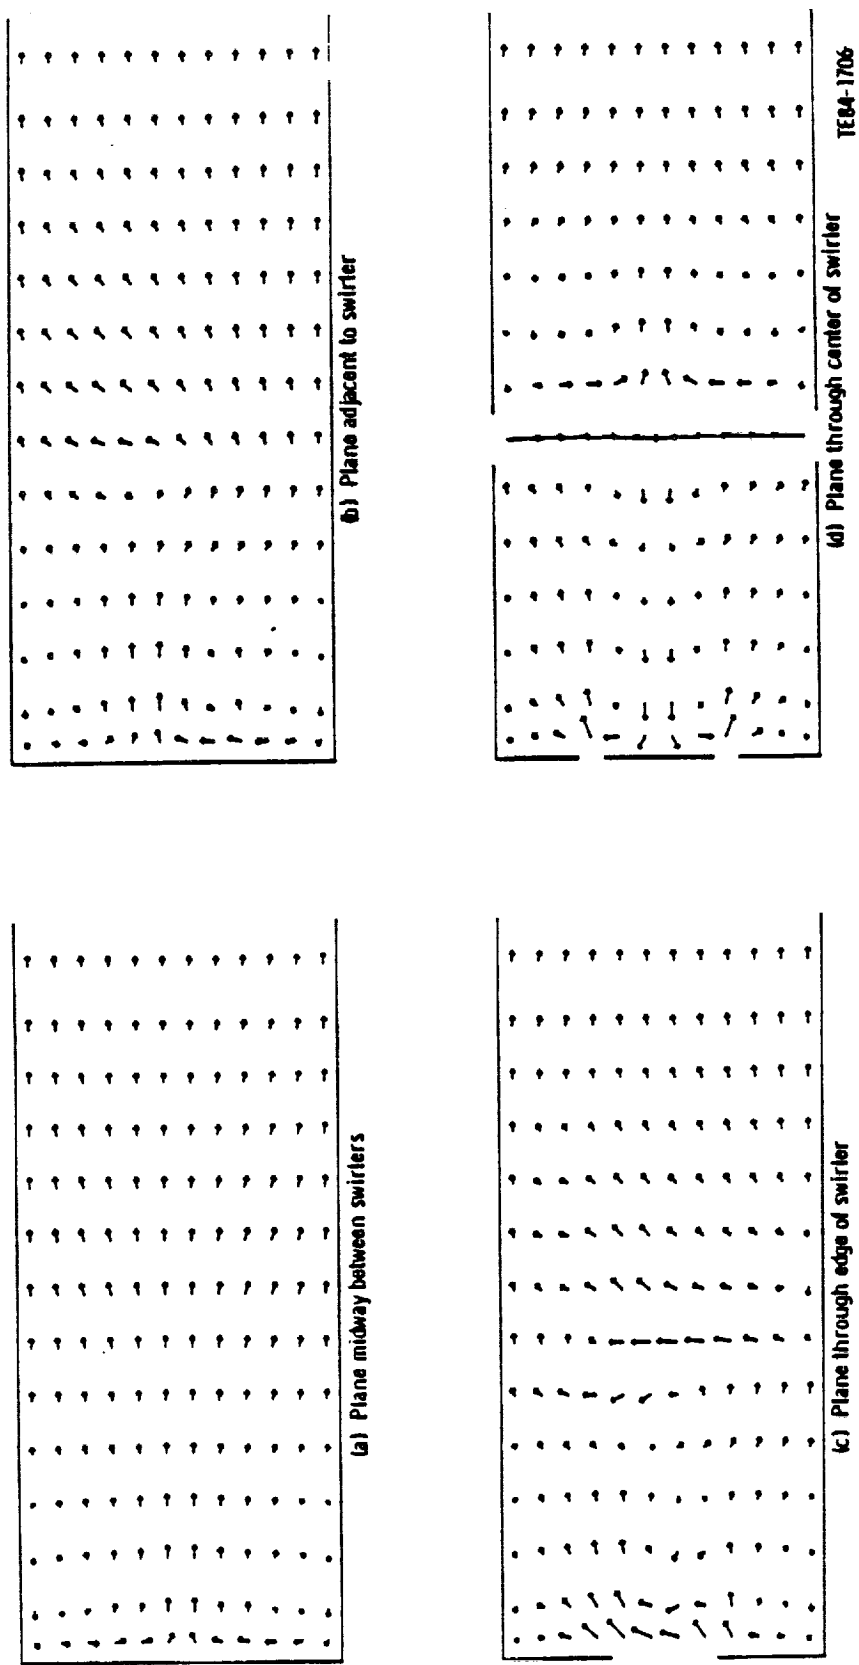 (a) Plane midway between swirlers
(b) Plane adjacent to swirler
(c) Plane through edge of swirler
(d) Plane through center of swirler
TE84-1706